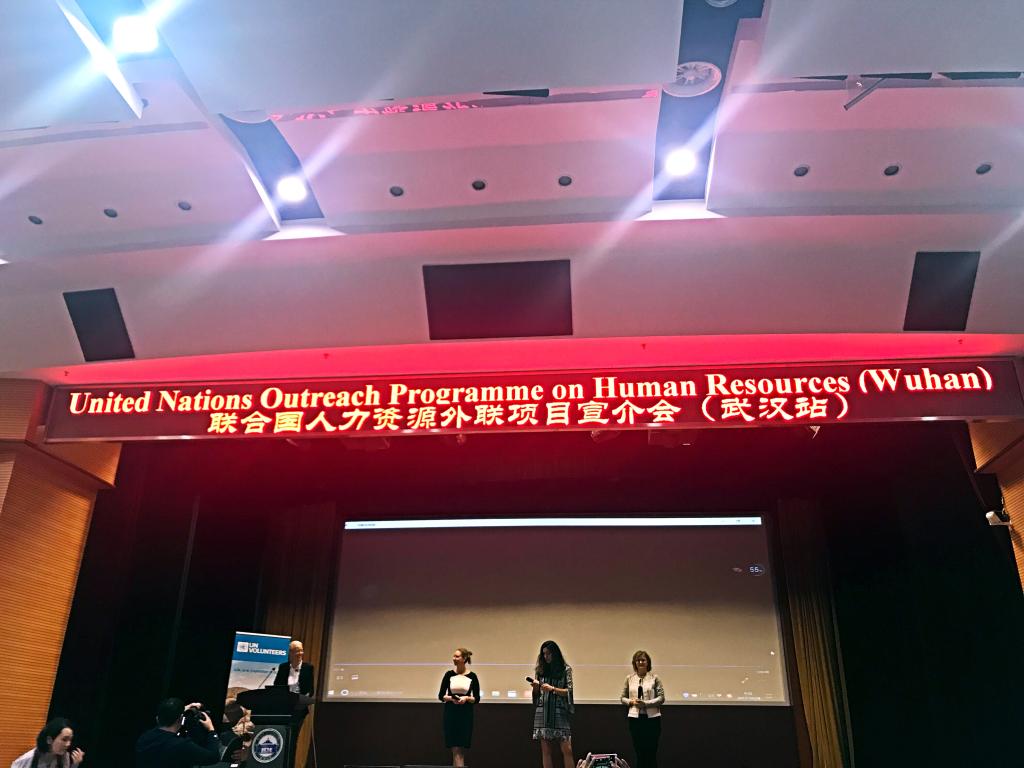 United Nations Outreach Programme on Human Resources (Wuhan)
联合国人力资源外联项目宣介会（武汉站）
UN
VOLUNTEERS
55